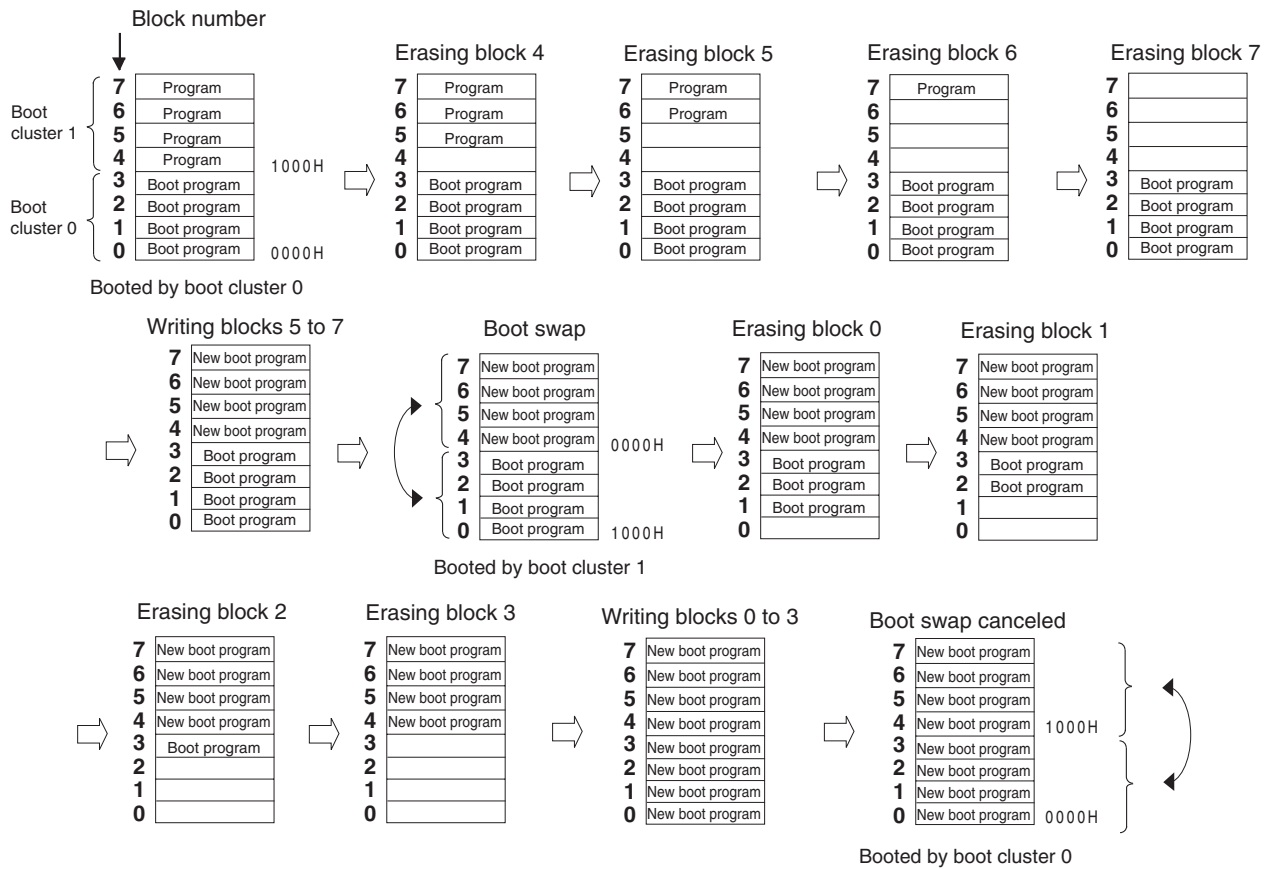 Block number
Erasing block 4
Erasing block 5
Erasing block 6
Erasing block 7
Boot
cluster 1
Boot
cluster 0
7 Program
6 Program
5 Program
4 Program
1000H
3 Boot program
2 Boot program
1 Boot program
0 Boot program
0000H
Booted by boot cluster 0
7 Program
6 Program
5 Program
4
3 Boot program
2 Boot program
1 Boot program
0 Boot program
7 Program
6 Program
5
4
3 Boot program
2 Boot program
1 Boot program
0 Boot program
7 Program
6
5
4
3 Boot program
2 Boot program
1 Boot program
0 Boot program
7
6
5
4
3 Boot program
2 Boot program
1 Boot program
0 Boot program
Writing blocks 5 to 7
7 New boot program
6 New boot program
5 New boot program
4 New boot program
3 Boot program
2 Boot program
1 Boot program
0 Boot program
Boot swap
7 New boot program
6 New boot program
5 New boot program
4 New boot program
0000H
3 Boot program
2 Boot program
1 Boot program
0 Boot program
1000H
Booted by boot cluster 1
Erasing block 0
7 New boot program
6 New boot program
5 New boot program
4 New boot program
3 Boot program
2 Boot program
1 Boot program
0
Erasing block 1
7 New boot program
6 New boot program
5 New boot program
4 New boot program
3 Boot program
2 Boot program
1
0
Erasing block 2
7 New boot program
6 New boot program
5 New boot program
4 New boot program
3 Boot program
2
1
0
Erasing block 3
7 New boot program
6 New boot program
5 New boot program
4 New boot program
3
2
1
0
Writing blocks 0 to 3
7 New boot program
6 New boot program
5 New boot program
4 New boot program
3 New boot program
2 New boot program
1 New boot program
0 New boot program
Boot swap canceled
7 New boot program
6 New boot program
5 New boot program
4 New boot program
1000H
3 New boot program
2 New boot program
1 New boot program
0 New boot program
0000H
Booted by boot cluster 0